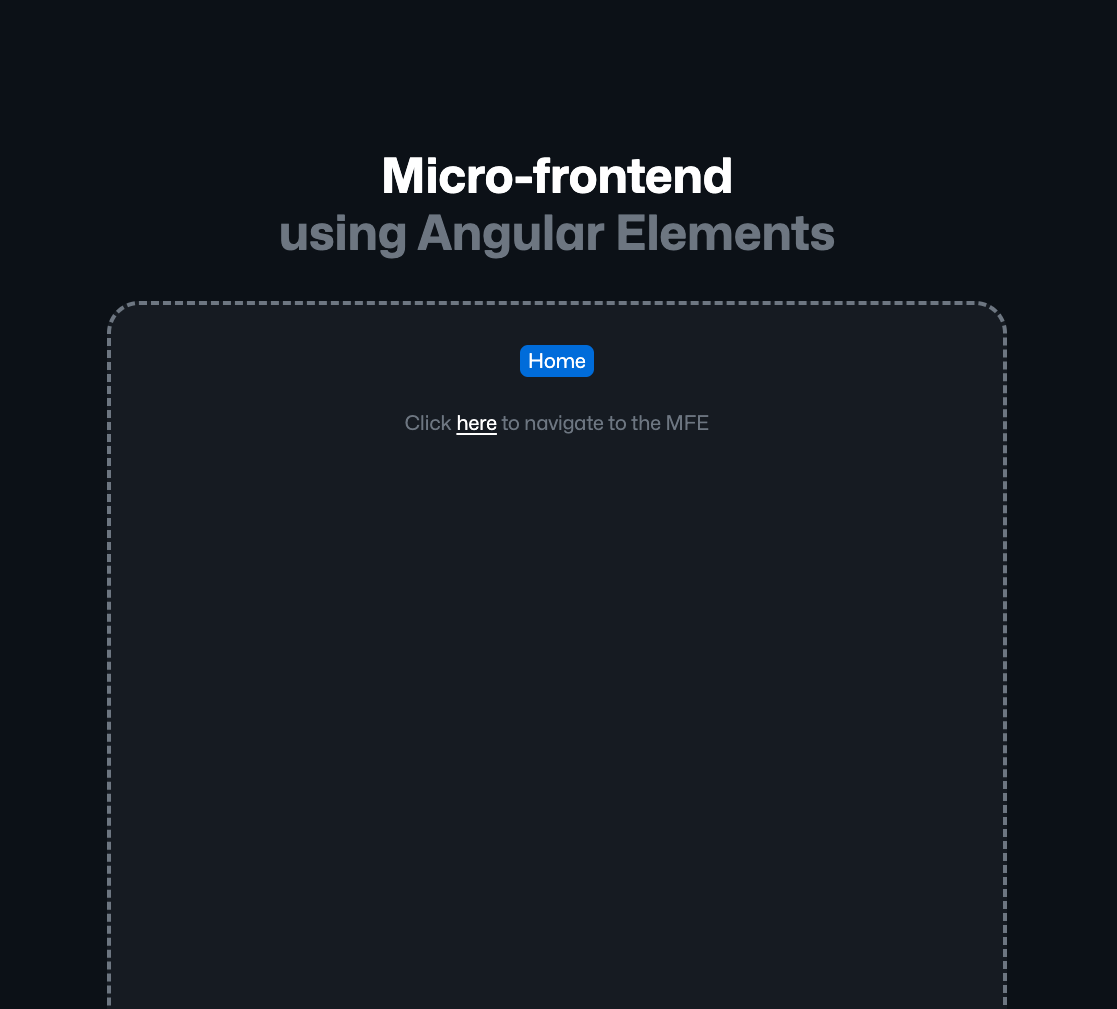 Micro-frontend
using Angular Elements
Home
Click here to navigate to the MFE